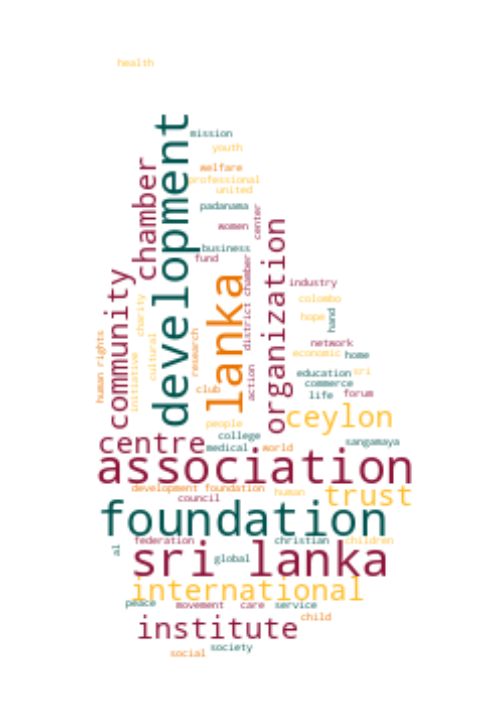 health
development
mission
youth
chamber
welfare
professional
united
padanama
center
women
organization
business
fund
district chamber
community
lanka
industry
charity
colombo
hope
hand
human rights
initiative
cultural
research
network
economic
home
action
education
sri
commerce
club
life
forum
ceylon
people
centre
college
sangamaya
medical
world
association
development foundation
human
trust
council
foundation
federation
christian
children
al
sri lanka
global
international
peace
movement
care
service
child
institute
society
social